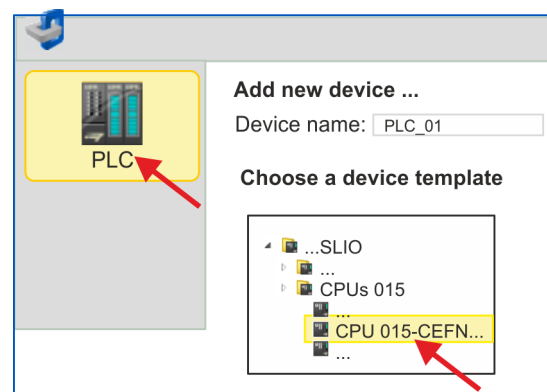 PLC
Add new device ...
Device name: PLC_01
Choose a device template
...SLIO
...
CPUs 015
...
CPU 015-CEFN...
...